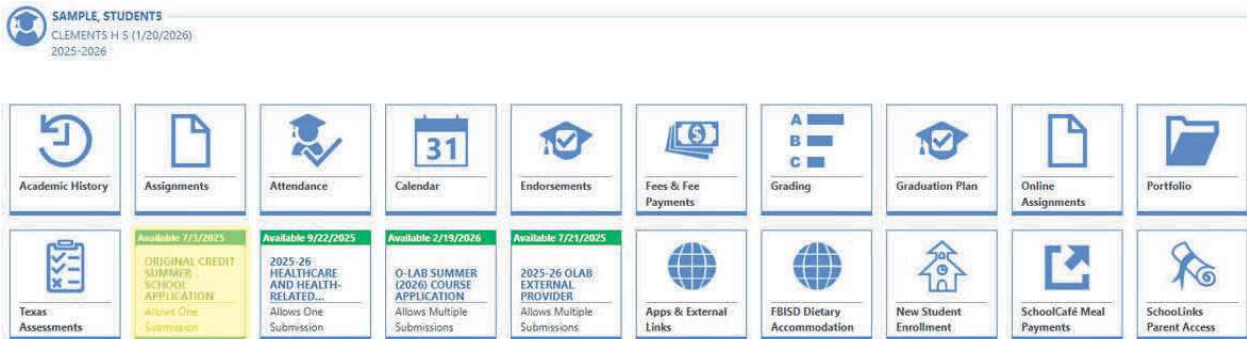 SAMPLE, STUDENTS
CLEMENTS H S (1/20/2026)
2025-2026
31
A
B
C
Academic History
Assignments
Attendance
Calendar
Endorsements
Fees & Fee
Payments
Grading
Graduation Plan
Online
Assignments
Portfolio
Texas
Assessments
Available 7/3/2025
ORIGINAL CREDIT
SUMMER
SCHOOL
APPLICATION
Allows One
Submission
Available 9/22/2025
2025-26
HEALTHCARE
AND HEALTH-
RELATED...
Allows One
Submission
Available 2/19/2026
O-LAB SUMMER
(2026) COURSE
APPLICATION
Allows Multiple
Submissions
Available 7/21/2025
2025-26 OLAB
EXTERNAL
PROVIDER
Allows Multiple
Submissions
Apps & External
Links
FBISD Dietary
Accommodation
New Student
Enrollment
SchoolCafé Meal
Payments
SchooLinks
Parent Access